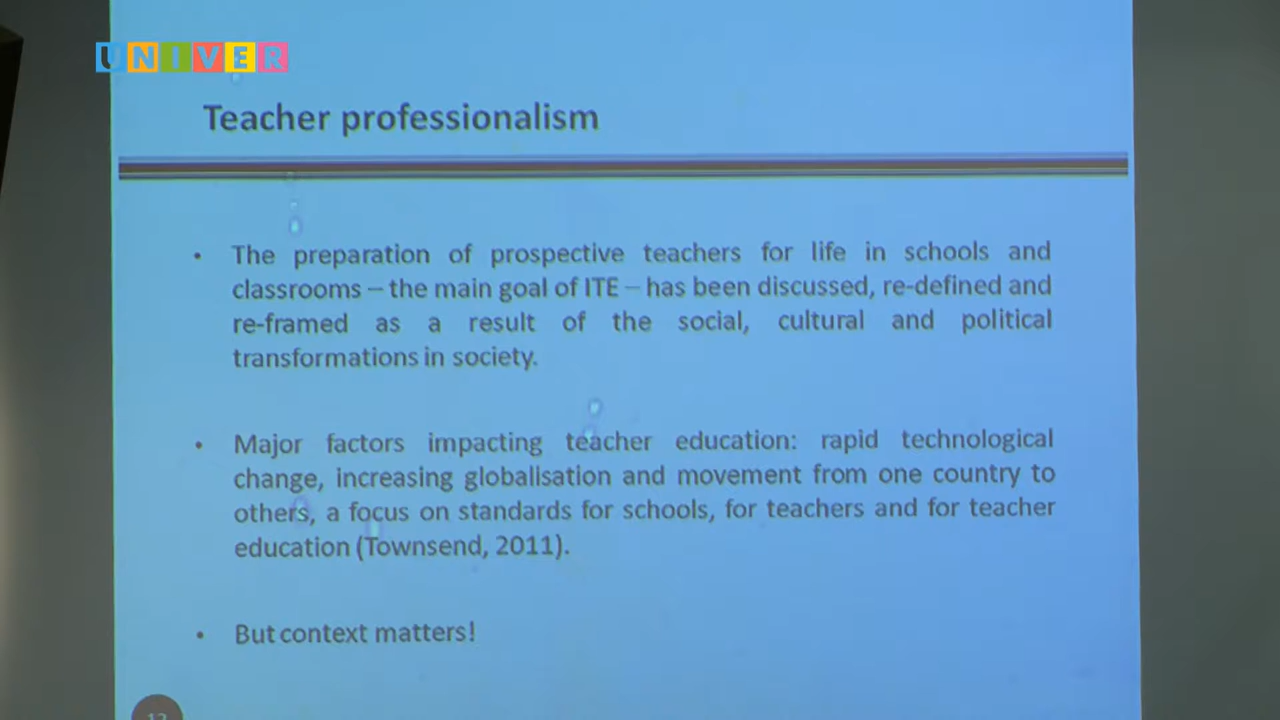 UNIVER
Teacher professionalism
• The preparation of prospective teachers for life in schools and
classrooms – the main goal of ITE – has been discussed, re-defined and
re-framed as a result of the social, cultural and political
transformations in society.
• Major factors impacting teacher education: rapid technological
change, increasing globalisation and movement from one country to
others, a focus on standards for schools, for teachers and for teacher
education (Townsend, 2011).
• But context matters!